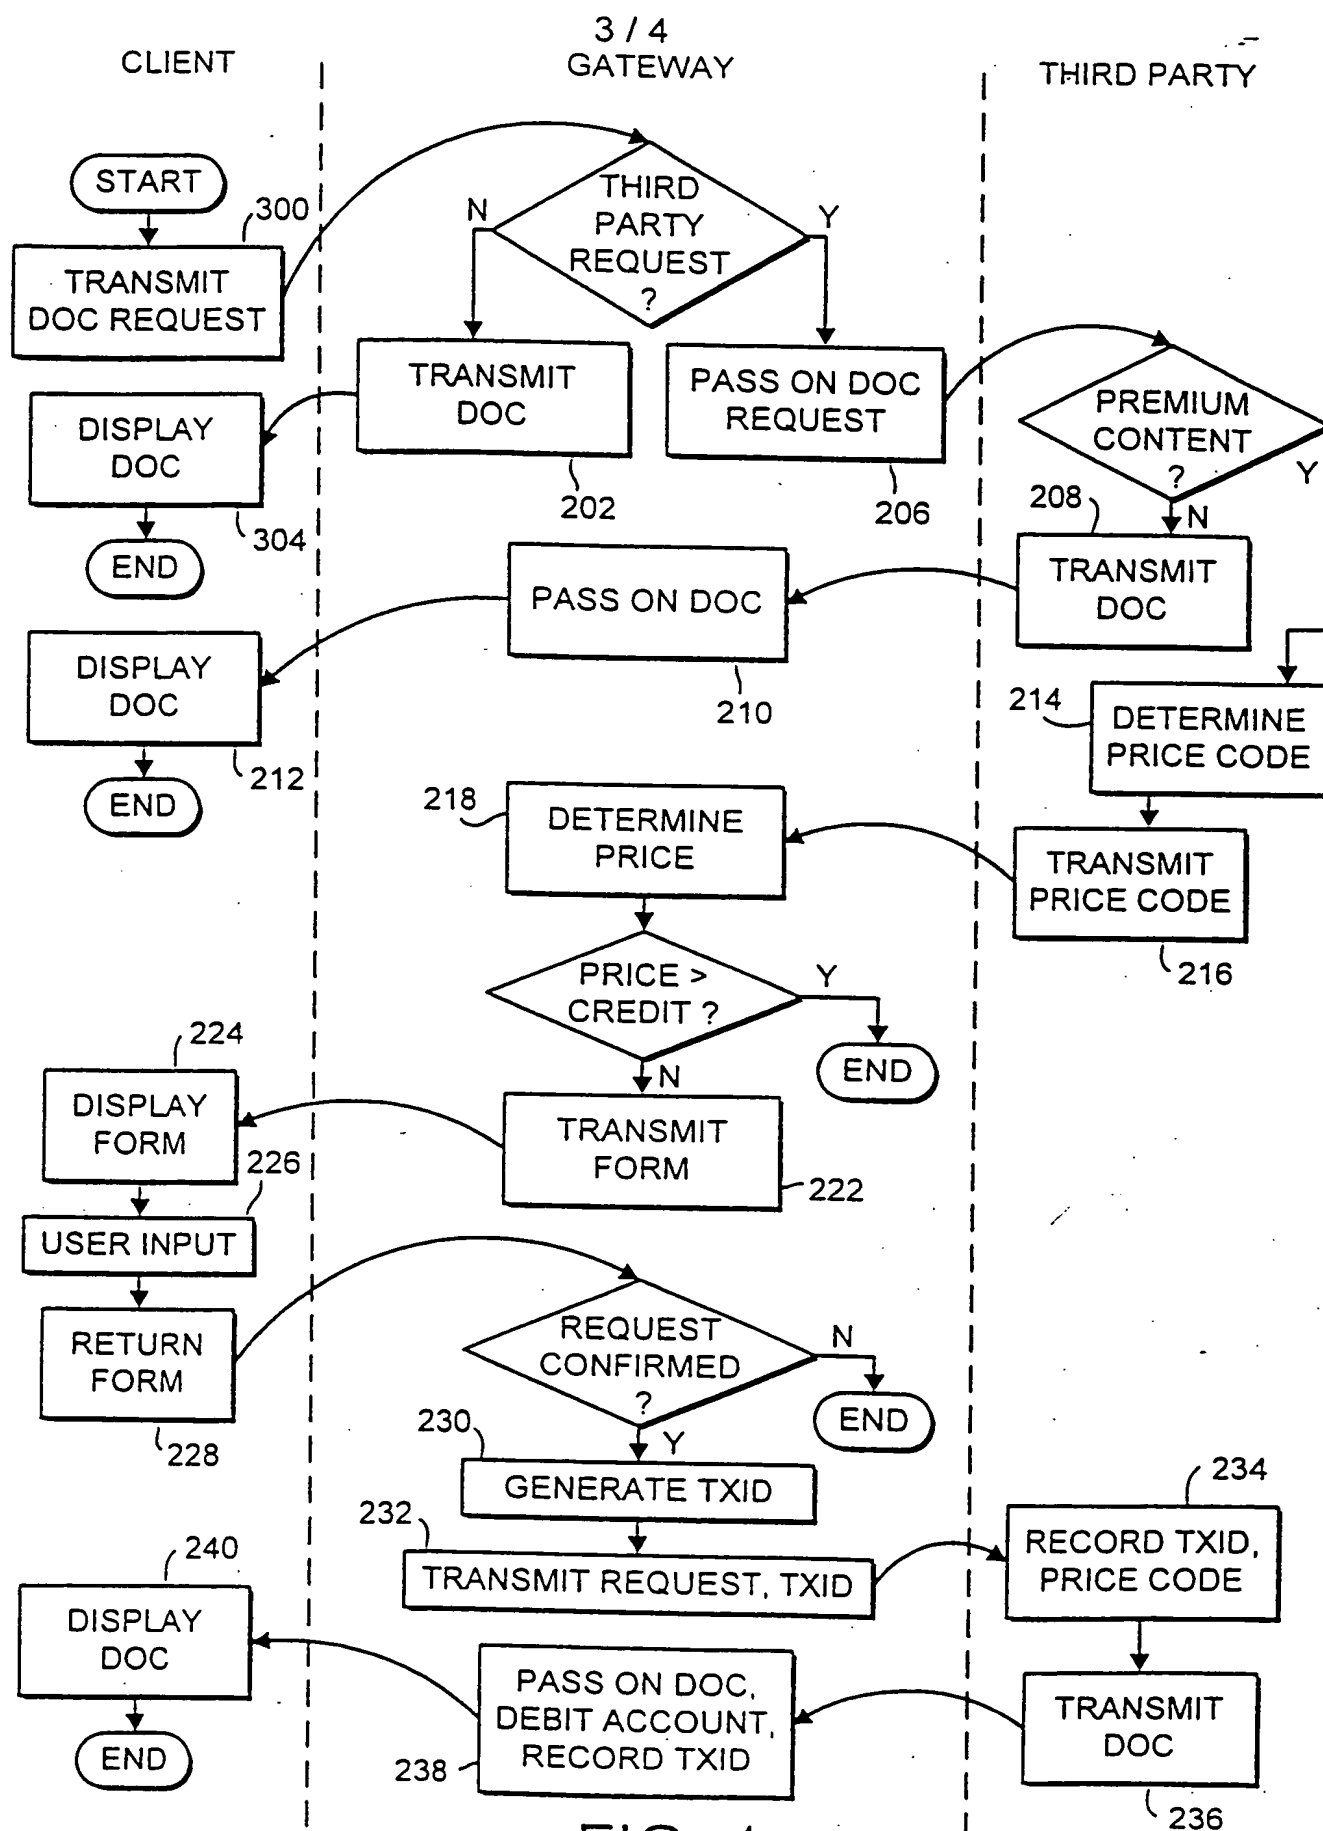 3 / 4
CLIENT
GATEWAY
THIRD PARTY
START
300
TRANSMIT
DOC REQUEST
THIRD
PARTY
REQUEST
?
N
Y
TRANSMIT
DOC
202
PASS ON DOC
REQUEST
206
PREMIUM
CONTENT
?
Y
N
DISPLAY
DOC
304
END
208
TRANSMIT
DOC
PASS ON DOC
210
DISPLAY
DOC
212
END
214
DETERMINE
PRICE CODE
218
DETERMINE
PRICE
TRANSMIT
PRICE CODE
216
PRICE >
CREDIT ?
Y
END
N
224
DISPLAY
FORM
TRANSMIT
FORM
222
226
USER INPUT
RETURN
FORM
228
REQUEST
CONFIRMED
?
N
END
Y
230
GENERATE TXID
232
TRANSMIT REQUEST, TXID
234
RECORD TXID,
PRICE CODE
240
DISPLAY
DOC
END
PASS ON DOC,
DEBIT ACCOUNT,
RECORD TXID
238
TRANSMIT
DOC
236